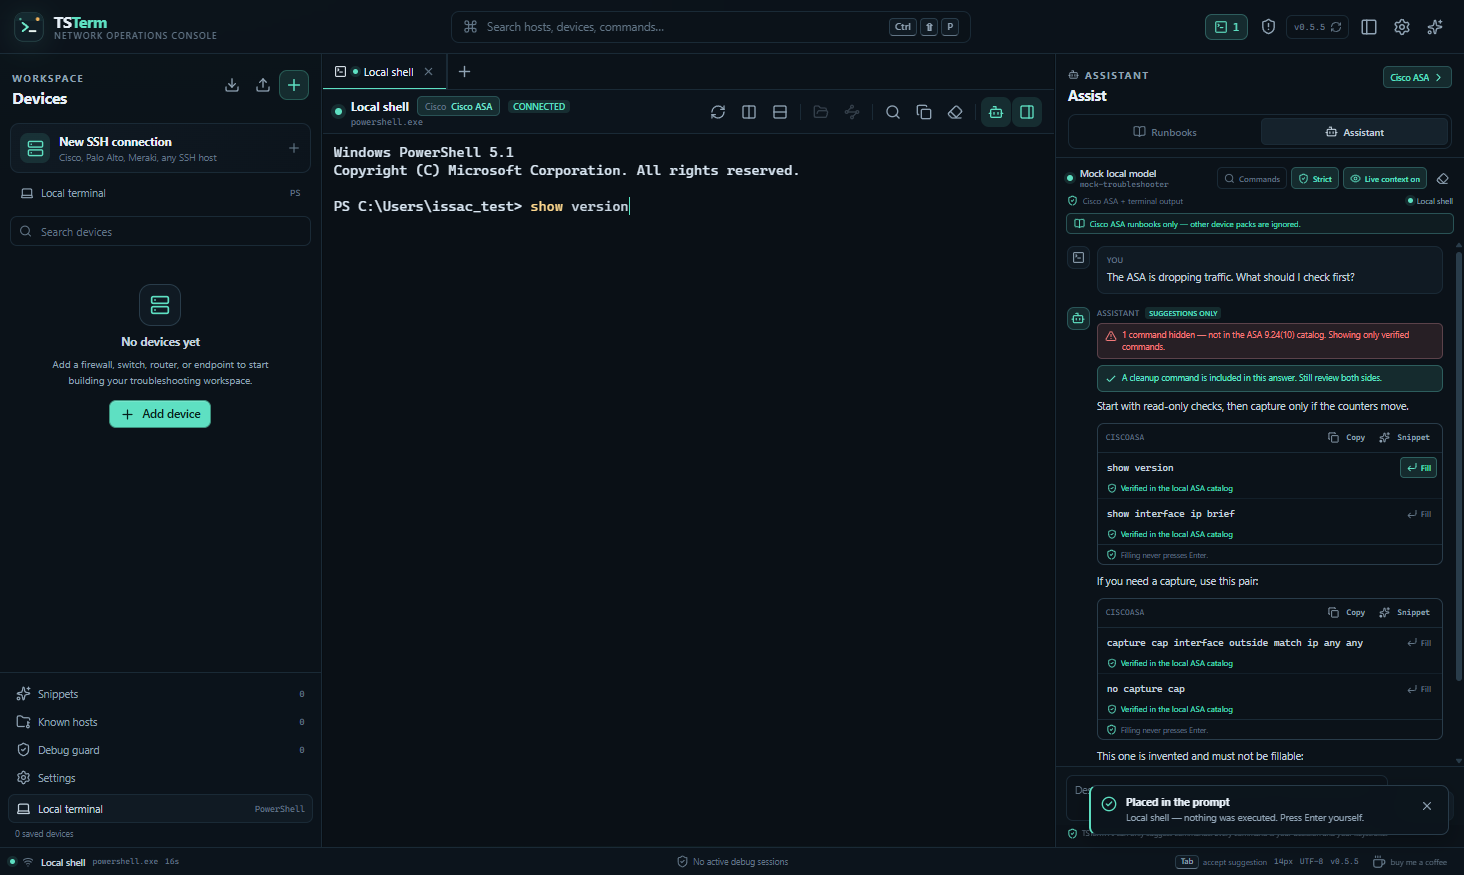 TSTerm
NETWORK OPERATIONS CONSOLE
Search hosts, devices, commands...
Ctrl
P
1
v0.5.5
WORKSPACE
Devices
New SSH connection
Cisco, Palo Alto, Meraki, any SSH host
Local terminal
PS
Search devices
No devices yet
Add a firewall, switch, router, or endpoint to start
building your troubleshooting workspace.
Add device
Snippets
0
Known hosts
0
Debug guard
0
Settings
Local terminal
PowerShell
0 saved devices
Local shell
Local shell
Cisco Cisco ASA
CONNECTED
powershell.exe
Windows PowerShell 5.1
Copyright (C) Microsoft Corporation. All rights reserved.
PS C:\Users\issac_test> show version
ASSISTANT
Assist
Cisco ASA
Runbooks
Assistant
Mock local model
mock-troubleshooter
Commands
Strict
Live context on
Cisco ASA + terminal output
Local shell
Cisco ASA runbooks only — other device packs are ignored.
YOU
The ASA is dropping traffic. What should I check first?
ASSISTANT
SUGGESTIONS ONLY
1 command hidden — not in the ASA 9.24(10) catalog. Showing only verified
commands.
A cleanup command is included in this answer. Still review both sides.
Start with read-only checks, then capture only if the counters move.
CISCOASA
Copy
Snippet
show version
Fill
Verified in the local ASA catalog
show interface ip brief
Fill
Verified in the local ASA catalog
Filling never presses Enter.
If you need a capture, use this pair:
CISCOASA
Copy
Snippet
capture cap interface outside match ip any any
Fill
Verified in the local ASA catalog
no capture cap
Fill
Verified in the local ASA catalog
Filling never presses Enter.
This one is invented and must not be fillable:
Placed in the prompt
Local shell — nothing was executed. Press Enter yourself.
Local shell
powershell.exe
16s
No active debug sessions
Tab
accept suggestion
14px
UTF-8
v0.5.5
buy me a coffee